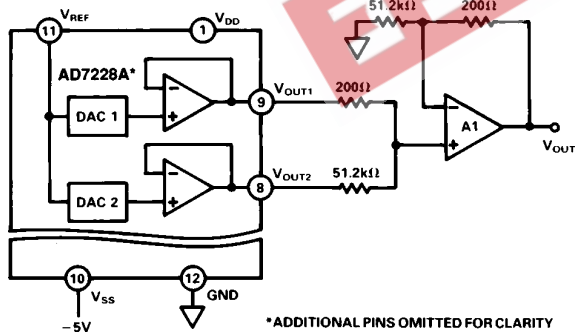 51.2kΩ 200Ω
11 VREF 1 VDD
AD7228A*
DAC 1
−
+
9 VOUT1 200Ω
−
+
A1
VOUT
DAC 2
−
+
8 VOUT2 51.2kΩ
10 VSS 12 GND
−5V
*ADDITIONAL PINS OMITTED FOR CLARITY